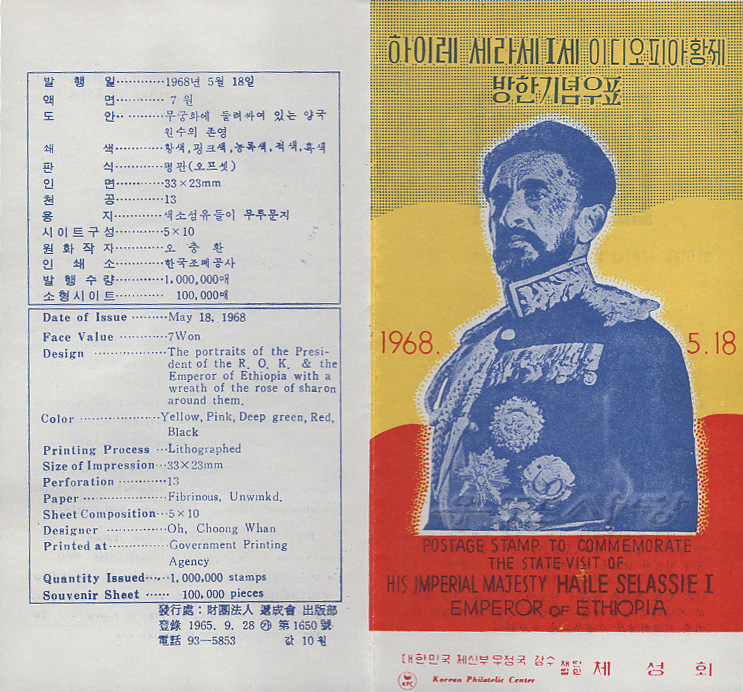 발 행 일············1968년 5월 18일
액 면············ 7 원
도 안············무궁화에 둘려싸여 있는 양국
원수의 존영
쇄 색············황색,핑크색,농록색,적색,흑색
판 식············평판(오프셋)
인 면············33×23mm
천 공············13
용 지············색소섬유들이 무투문지
시이트구성············5×10
원화작자············오 충 환
인 쇄 소············한국조폐공사
발 행 수 량············1,000,000매
소형시이트············ 100,000매
Date of Issue ·········May 18, 1968
Face Value ············7Won
Design ··················The portraits of the Presi-
dent of the R. O. K. & the
Emperor of Ethiopia with a
wreath of the rose of sharon
around them.
Color ··················Yellow, Pink, Deep green, Red,
Black
Printing Process ···Lithographed
Size of Impression···33×23mm
Perforation ············13
Paper ··················Fibrinous, Unwmkd.
Sheet Composition···5×10
Designer ···············Oh, Choong Whan
Printed at···············Government Printing
Agency
Quantity Issued······1,000,000 stamps
Souvenir Sheet ······ 100,000 pieces
發行處：財團法人 遞成會 出版部
登錄 1965. 9. 28 ㉮ 第1650號
電話 93-5853 값 10원
하이레 세라세 I세 이디오피아황제
방한기념우표
1968. 5.18
POSTAGE STAMP TO COMMEMORATE
THE STATE VISIT OF
HIS IMPERIAL MAJESTY HAILE SELASSIE I
EMPEROR OF ETHIOPIA
대한민국 체신부 우정국 감수 재단법인 체 성 회
KPC Korean Philatelic Center